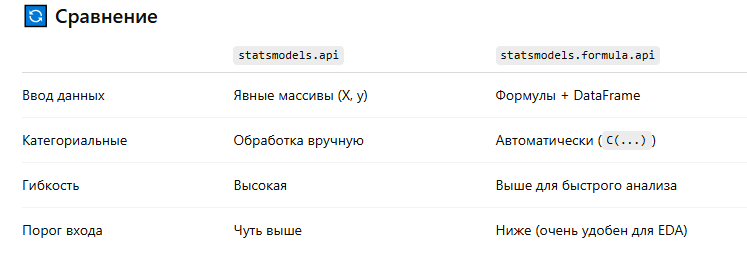 Сравнение
statsmodels.api statsmodels.formula.api
Ввод данных Явные массивы (X, y) Формулы + DataFrame
Категориальные Обработка вручную Автоматически ( C(...) )
Гибкость Высокая Выше для быстрого анализа
Порог входа Чуть выше Ниже (очень удобен для EDA)